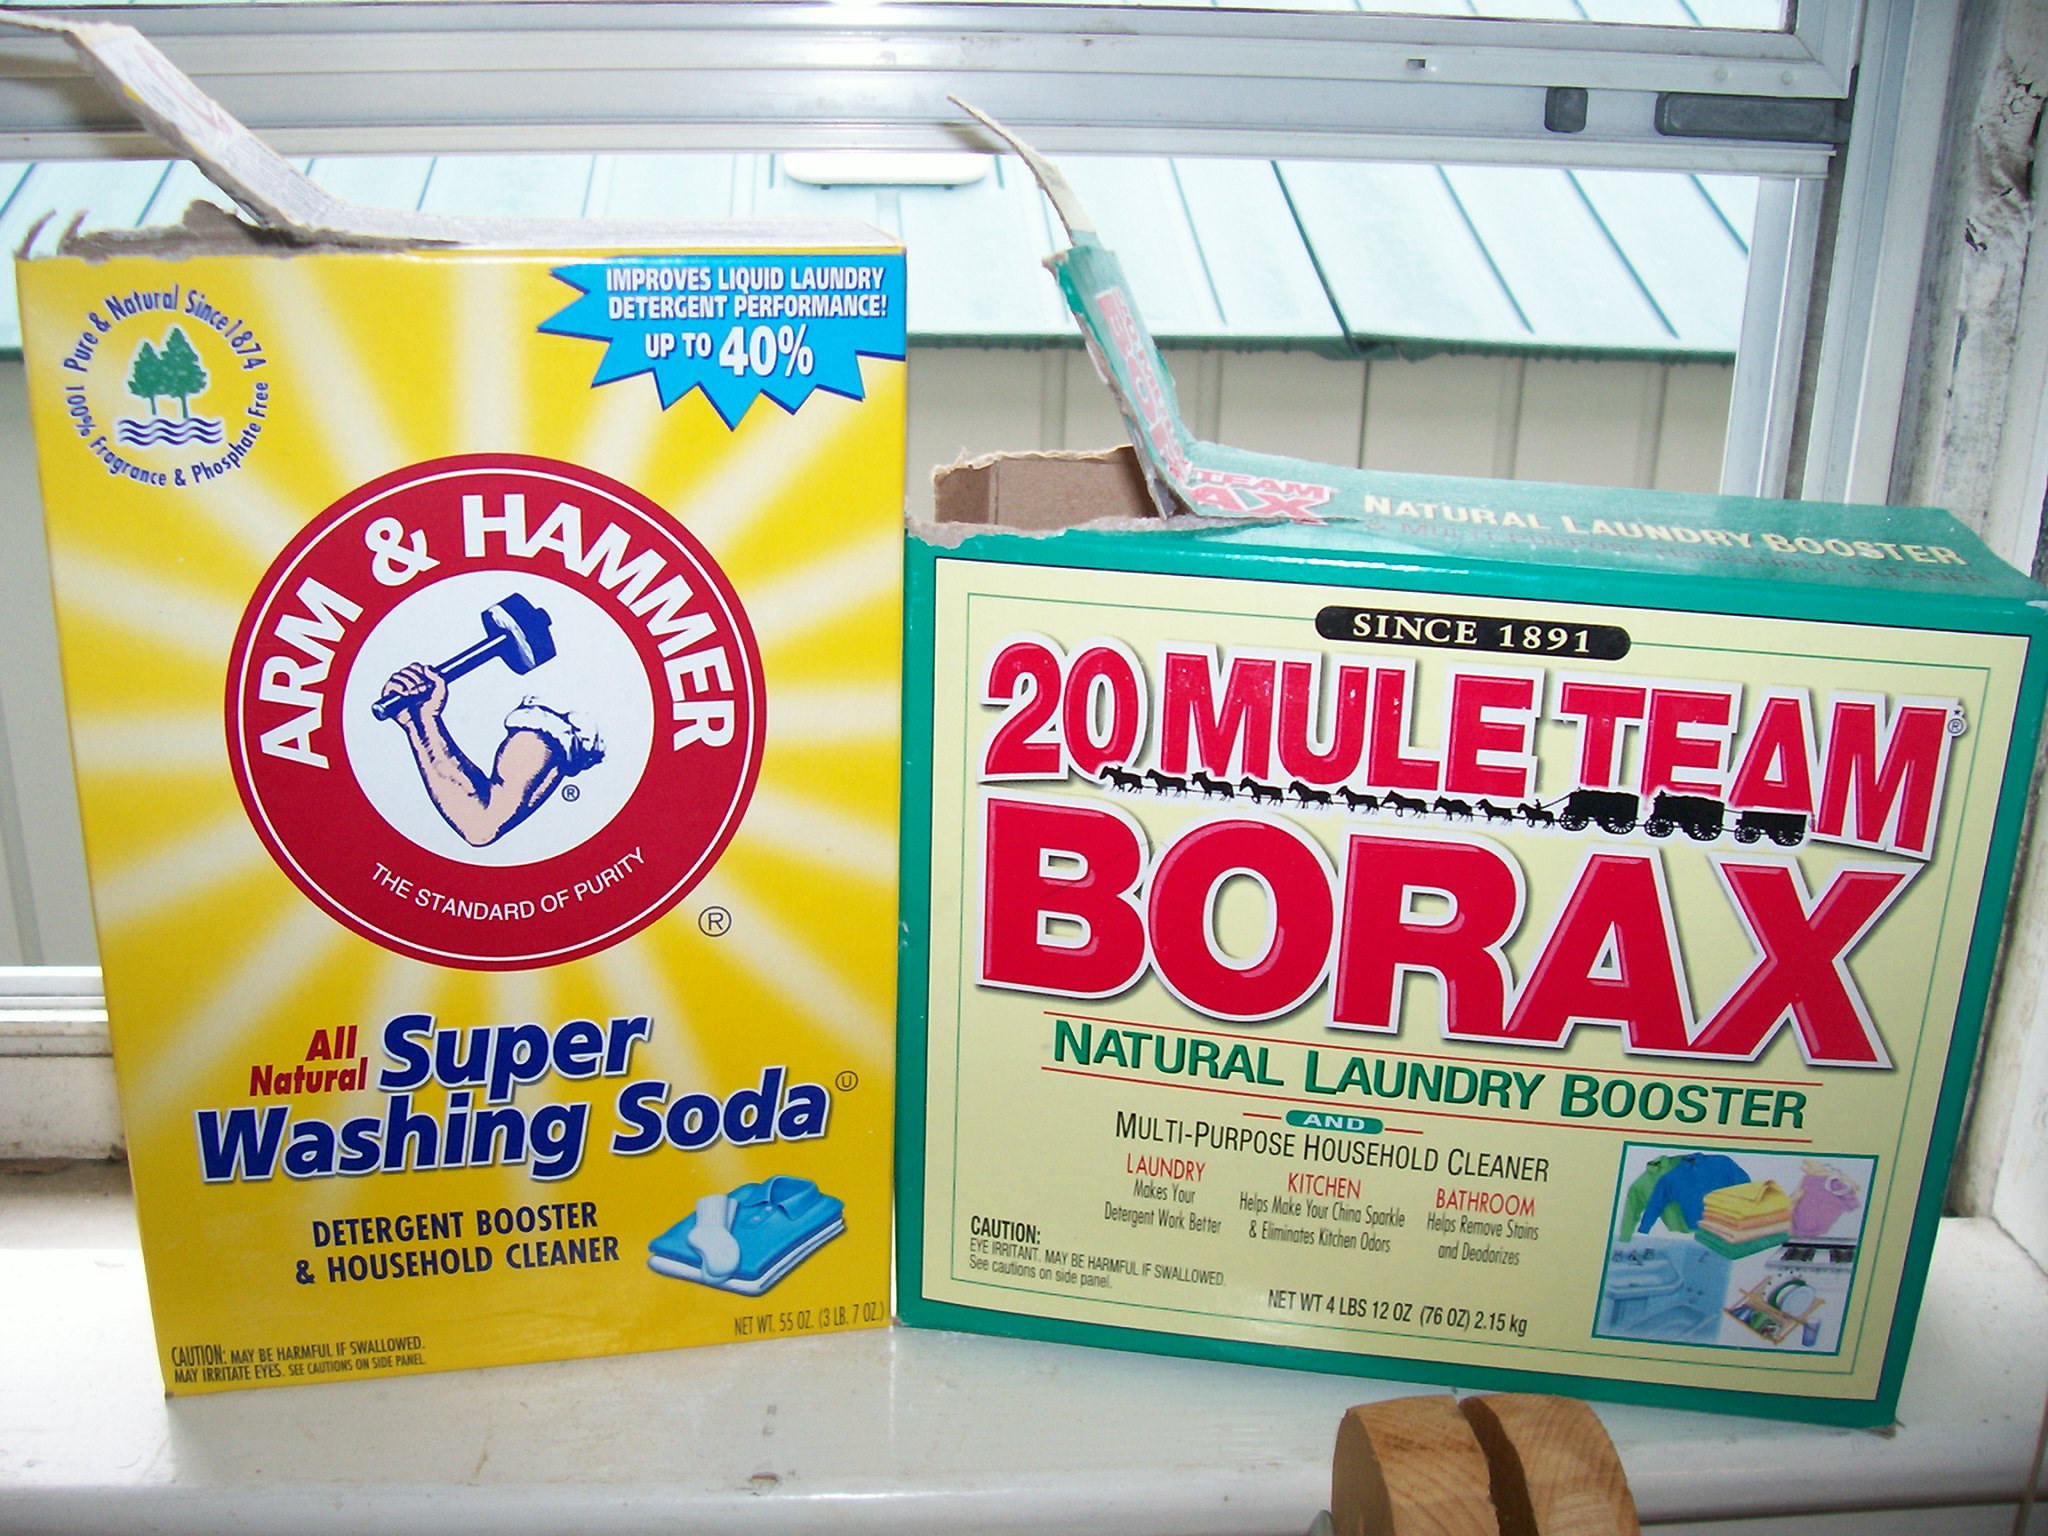 100% Pure & Natural Since 1874
Fragrance & Phosphate Free
IMPROVES LIQUID LAUNDRY
DETERGENT PERFORMANCE!
UP TO 40%
ARM & HAMMER
®
THE STANDARD OF PURITY
®
All
Natural
Super
Washing Soda
U
DETERGENT BOOSTER
& HOUSEHOLD CLEANER
NET WT. 55 OZ. (3 LB. 7 OZ.)
CAUTION: MAY BE HARMFUL IF SWALLOWED.
MAY IRRITATE EYES. SEE CAUTIONS ON SIDE PANEL.
TEAM
AX
NATURAL LAUNDRY BOOSTER
& MULTI-PURPOSE HOUSEHOLD CLEANER
SINCE 1891
20 MULE TEAM®
BORAX
NATURAL LAUNDRY BOOSTER
AND
MULTI-PURPOSE HOUSEHOLD CLEANER
LAUNDRY
Makes Your
Detergent Work Better
KITCHEN
Helps Make Your China Sparkle
& Eliminates Kitchen Odors
BATHROOM
Helps Remove Stains
and Deodorizes
CAUTION:
EYE IRRITANT. MAY BE HARMFUL IF SWALLOWED.
See cautions on side panel.
NET WT 4 LBS 12 OZ (76 OZ) 2.15 kg